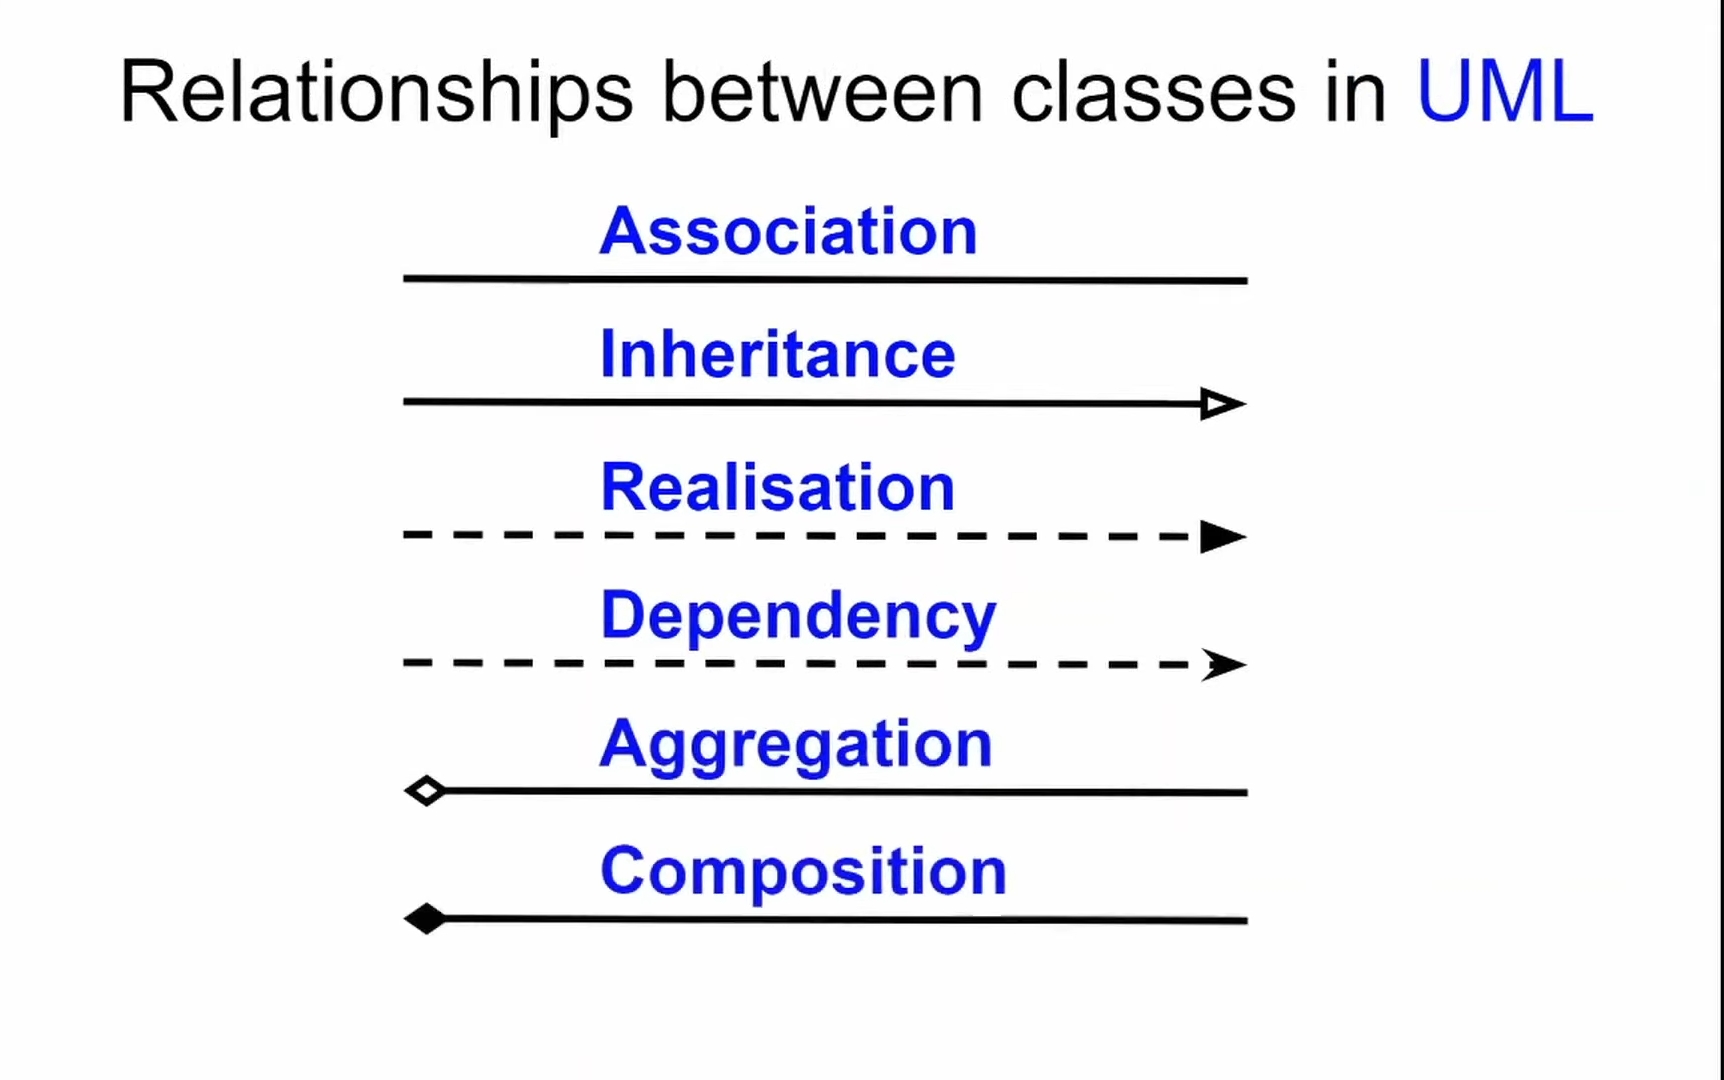 Relationships between classes in UML
Association
Inheritance
Realisation
Dependency
Aggregation
Composition